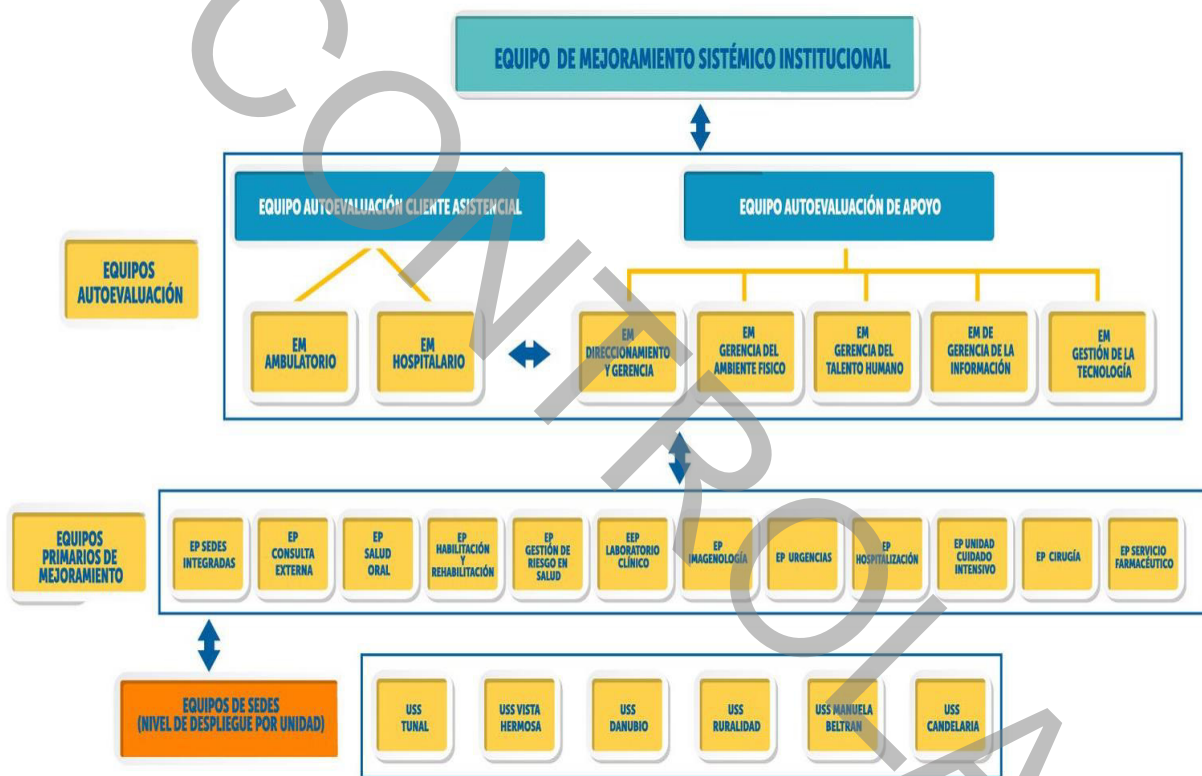 EQUIPO DE MEJORAMIENTO SISTÉMICO INSTITUCIONAL
EQUIPO AUTOEVALUACIÓN CLIENTE ASISTENCIAL
EQUIPO AUTOEVALUACIÓN DE APOYO
EQUIPOS
AUTOEVALUACIÓN
EM
AMBULATORIO
EM
HOSPITALARIO
EM
DIRECCIONAMIENTO
Y GERENCIA
EM
GERENCIA DEL
AMBIENTE FISICO
EM
GERENCIA DEL
TALENTO HUMANO
EM DE
GERENCIA DE LA
INFORMACIÓN
EM
GESTIÓN DE LA
TECNOLOGÍA
EQUIPOS
PRIMARIOS DE
MEJORAMIENTO
EP SEDES
INTEGRADAS
EP
CONSULTA
EXTERNA
EP
SALUD
ORAL
EP
HABILITACIÓN
Y
REHABILITACIÓN
EP
GESTIÓN DE
RIESGO EN
SALUD
EEP
LABORATORIO
CLÍNICO
EP
IMAGENOLOGÍA
EP URGENCIAS
EP
HOSPITALIZACIÓN
EP UNIDAD
CUIDADO
INTENSIVO
EP CIRUGÍA
EP SERVICIO
FARMACÉUTICO
EQUIPOS DE SEDES
(NIVEL DE DESPLIEGUE POR UNIDAD)
USS
TUNAL
USS VISTA
HERMOSA
USS
DANUBIO
USS
RURALIDAD
USS MANUELA
BELTRAN
USS
CANDELARIA
CONTROLA